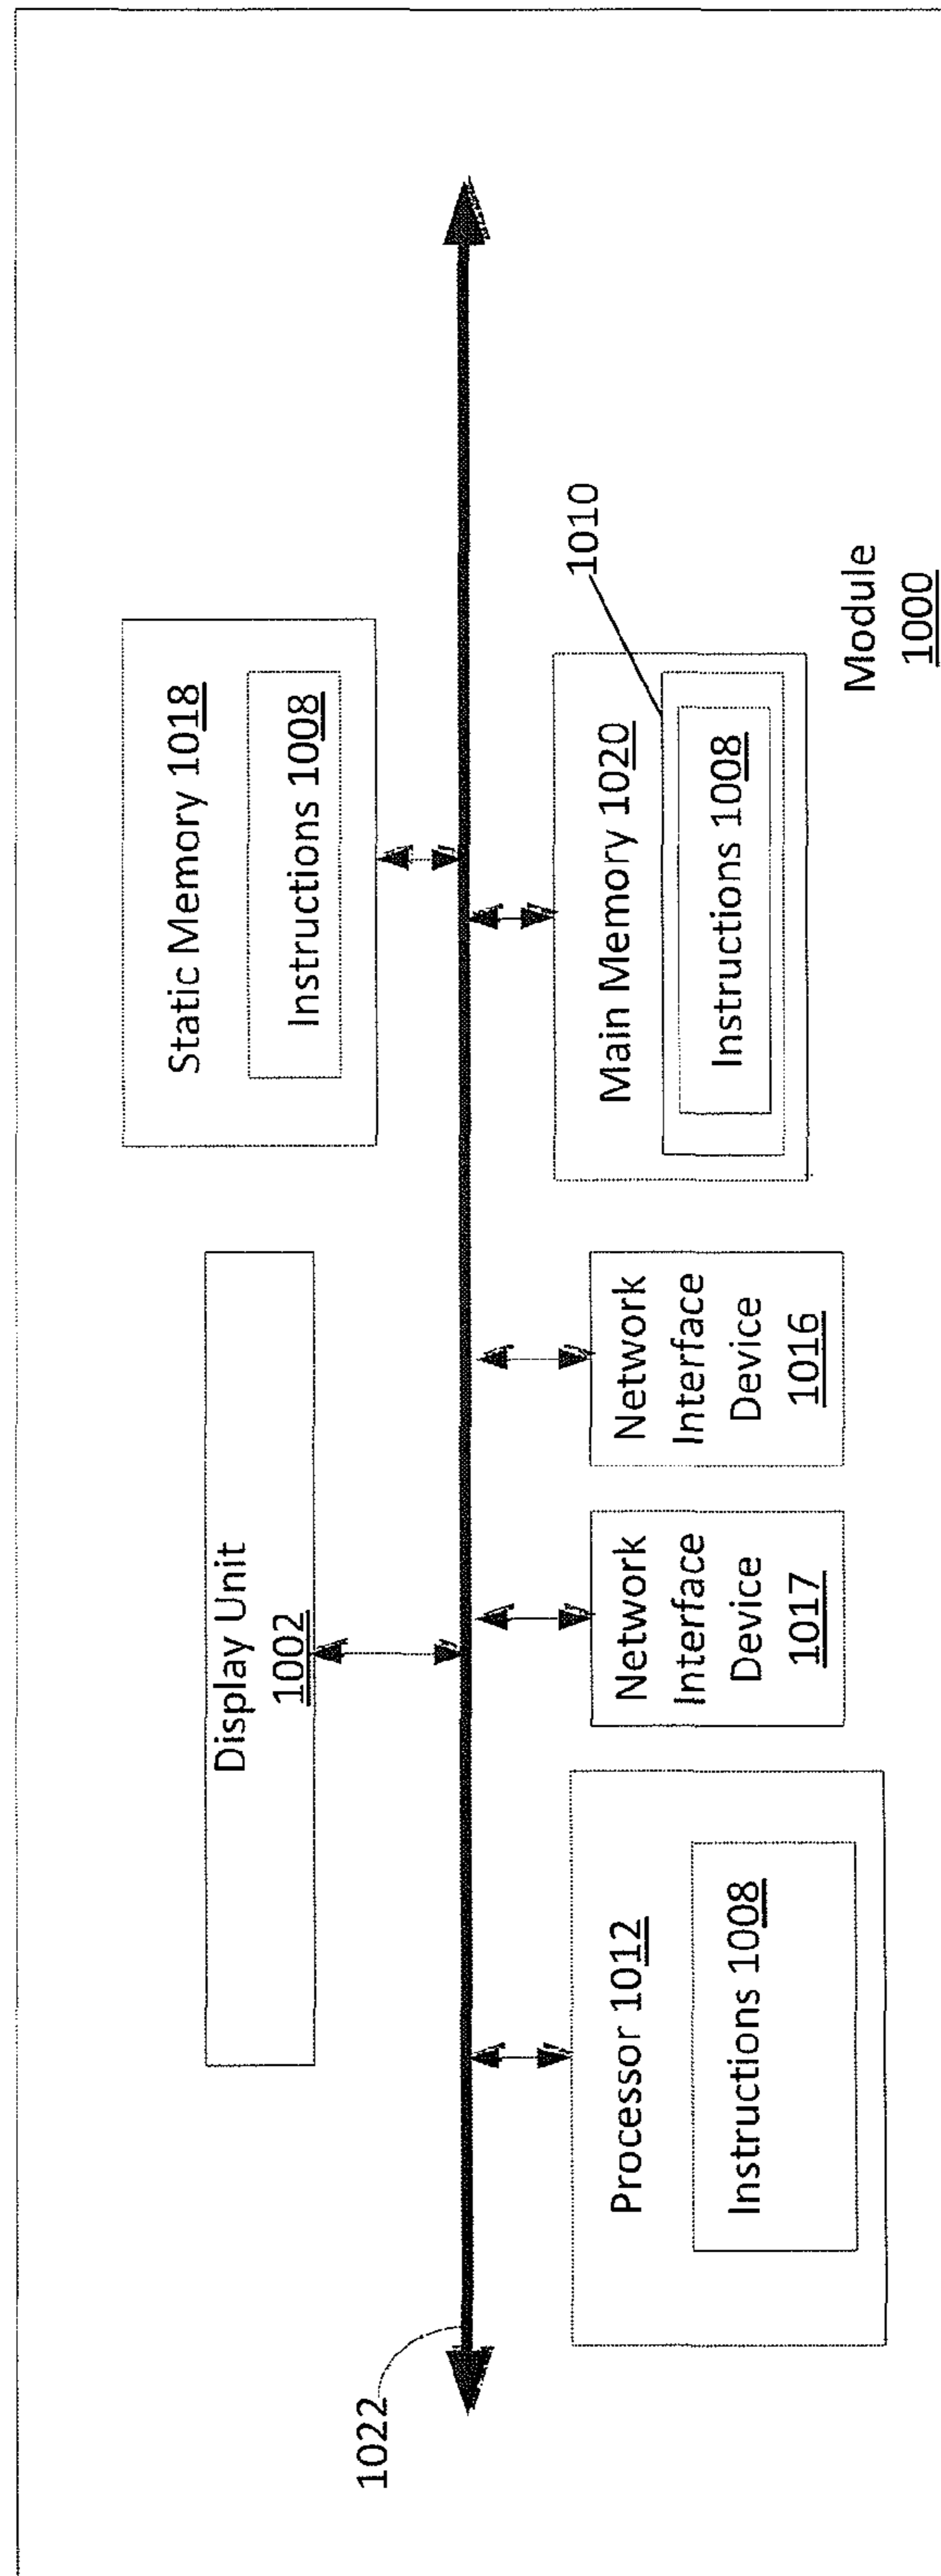 1022
Display Unit
1002
Static Memory 1018
Instructions 1008
Processor 1012
Instructions 1008
Network
Interface
Device
1017
Network
Interface
Device
1016
Main Memory 1020
Instructions 1008
1010
Module
1000